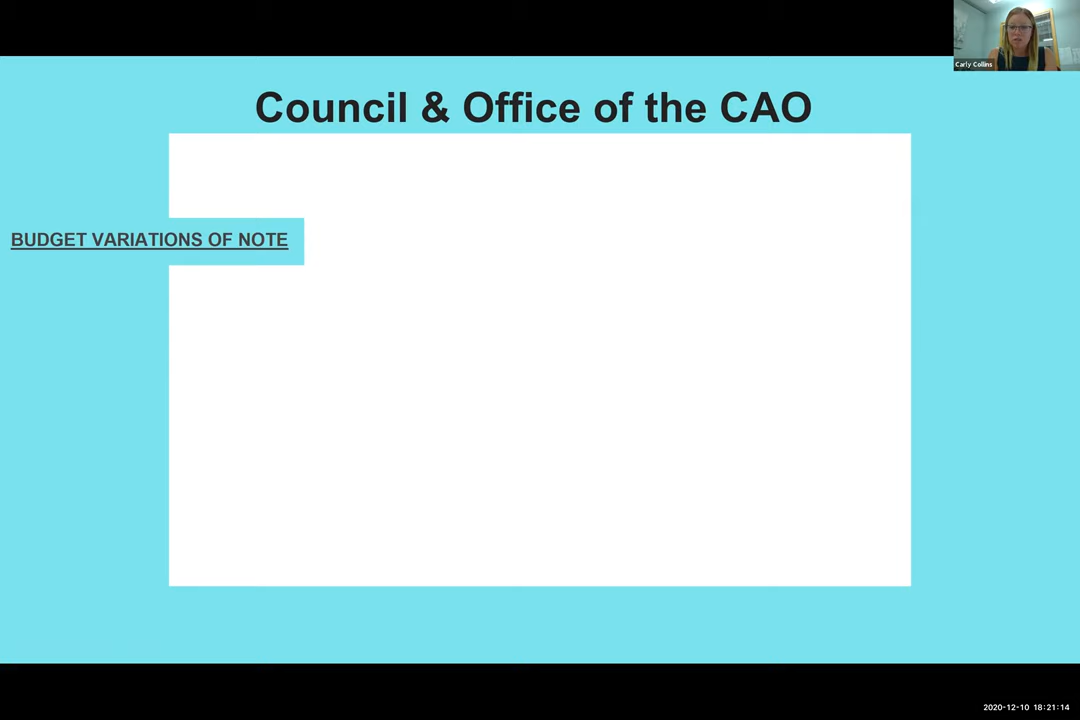 Carly Collins
Council & Office of the CAO
BUDGET VARIATIONS OF NOTE
2020-12-10 18:21:14